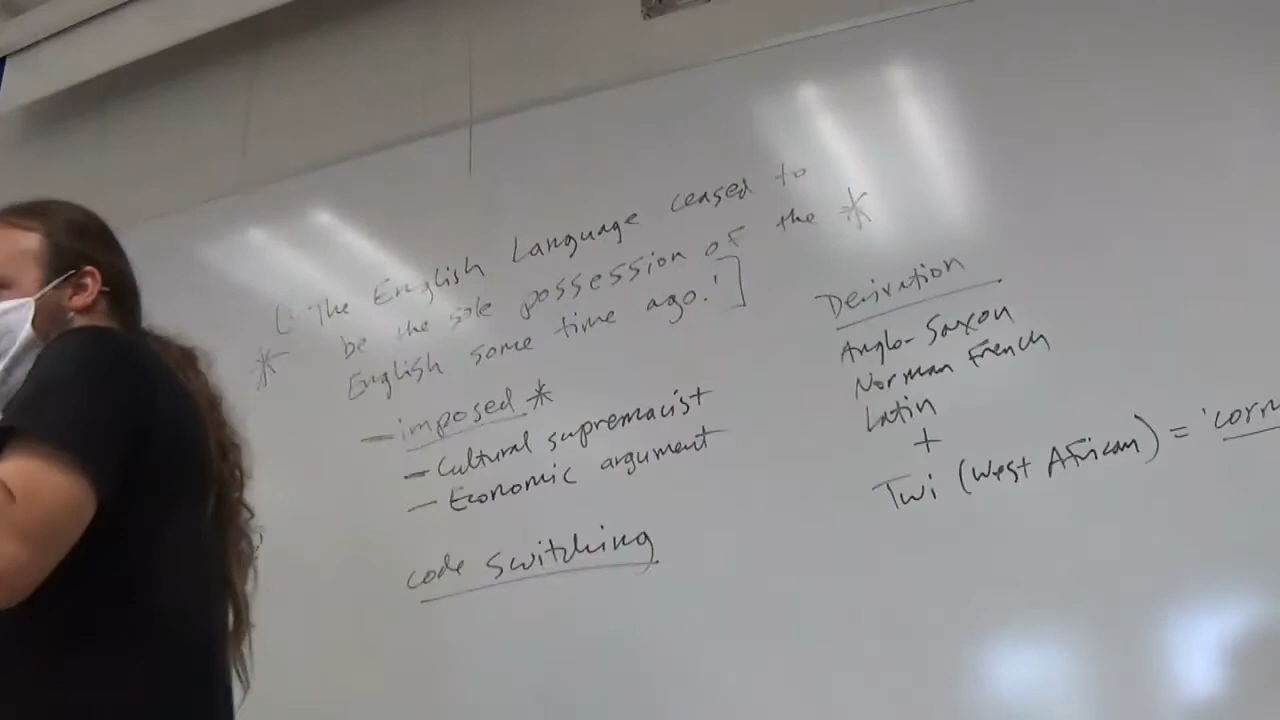 ['The English Language ceased to
* be the sole possession of the *
English some time ago.']
— imposed *
— Cultural supremacist
— Economic argument
code switching
Derivation
Anglo-Saxon
Norman French
Latin
+
Twi (West African) = '